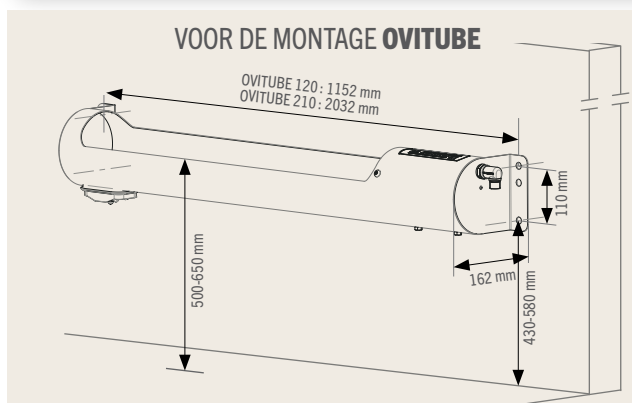 VOOR DE MONTAGE OVITUBE
OVITUBE 120 : 1152 mm
OVITUBE 210 : 2032 mm
110 mm
162 mm
500-650 mm
430-580 mm